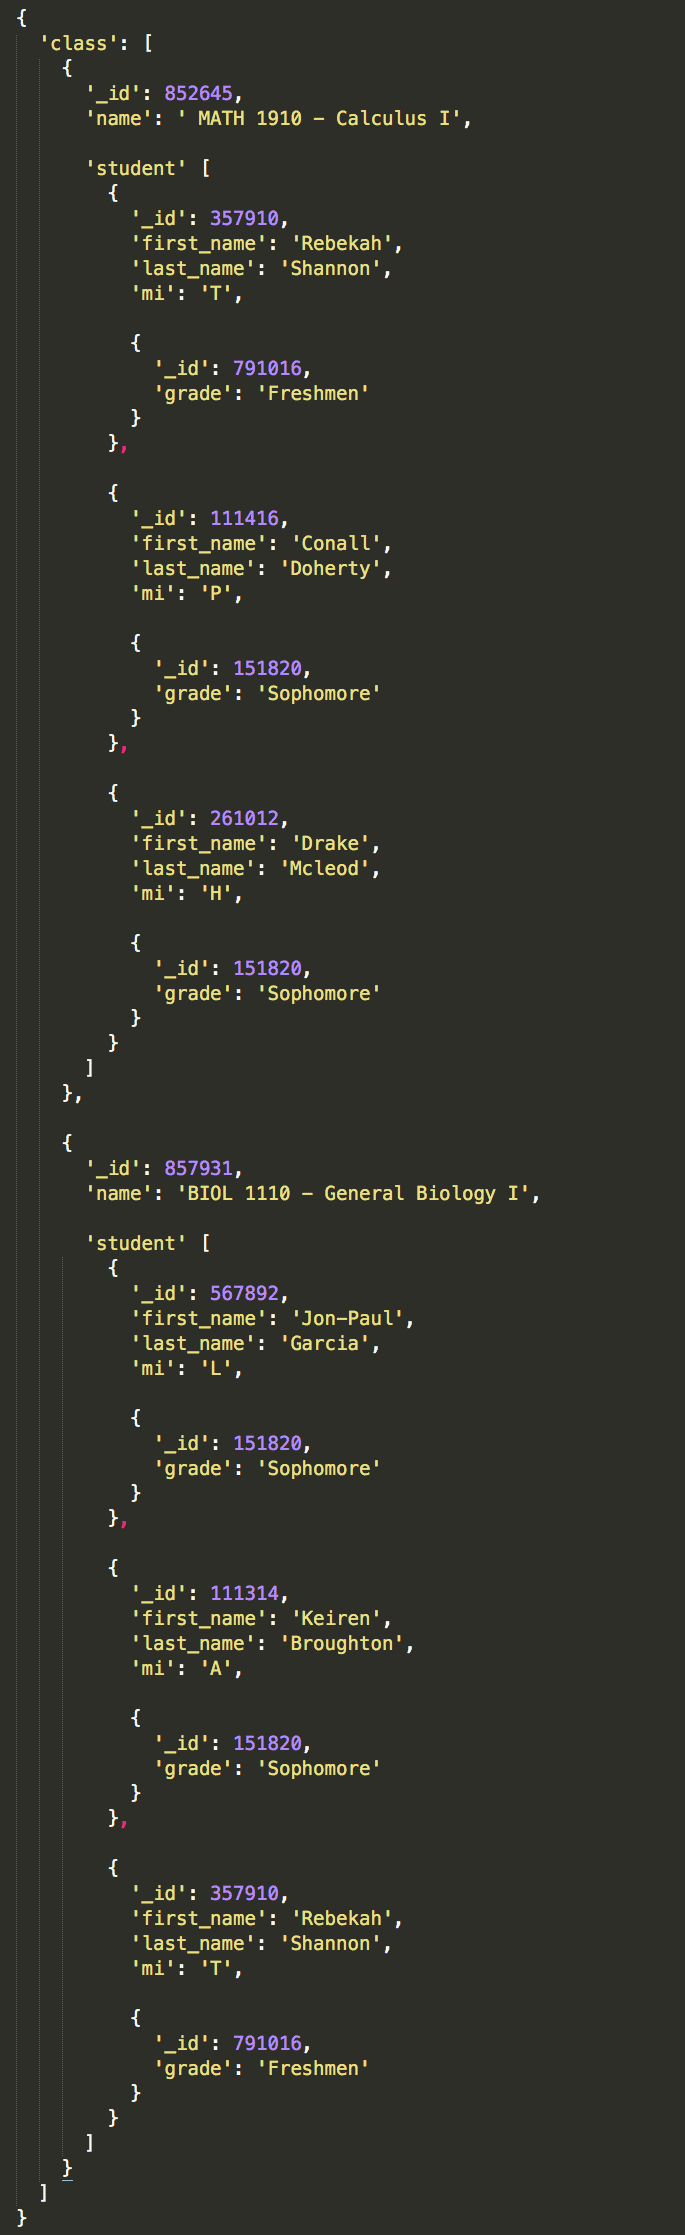 {
  'class': [
    {
      '_id': 852645,
      'name': ' MATH 1910 - Calculus I',

      'student' [
        {
          '_id': 357910,
          'first_name': 'Rebekah',
          'last_name': 'Shannon',
          'mi': 'T',

          {
            '_id': 791016,
            'grade': 'Freshmen'
          }
        },

        {
          '_id': 111416,
          'first_name': 'Conall',
          'last_name': 'Doherty',
          'mi': 'P',

          {
            '_id': 151820,
            'grade': 'Sophomore'
          }
        },

        {
          '_id': 261012,
          'first_name': 'Drake',
          'last_name': 'Mcleod',
          'mi': 'H',

          {
            '_id': 151820,
            'grade': 'Sophomore'
          }
        }
      ]
    },

    {
      '_id': 857931,
      'name': 'BIOL 1110 - General Biology I',

      'student' [
        {
          '_id': 567892,
          'first_name': 'Jon-Paul',
          'last_name': 'Garcia',
          'mi': 'L',

          {
            '_id': 151820,
            'grade': 'Sophomore'
          }
        },

        {
          '_id': 111314,
          'first_name': 'Keiren',
          'last_name': 'Broughton',
          'mi': 'A',

          {
            '_id': 151820,
            'grade': 'Sophomore'
          }
        },

        {
          '_id': 357910,
          'first_name': 'Rebekah',
          'last_name': 'Shannon',
          'mi': 'T',

          {
            '_id': 791016,
            'grade': 'Freshmen'
          }
        }
      ]
    }
  ]
}